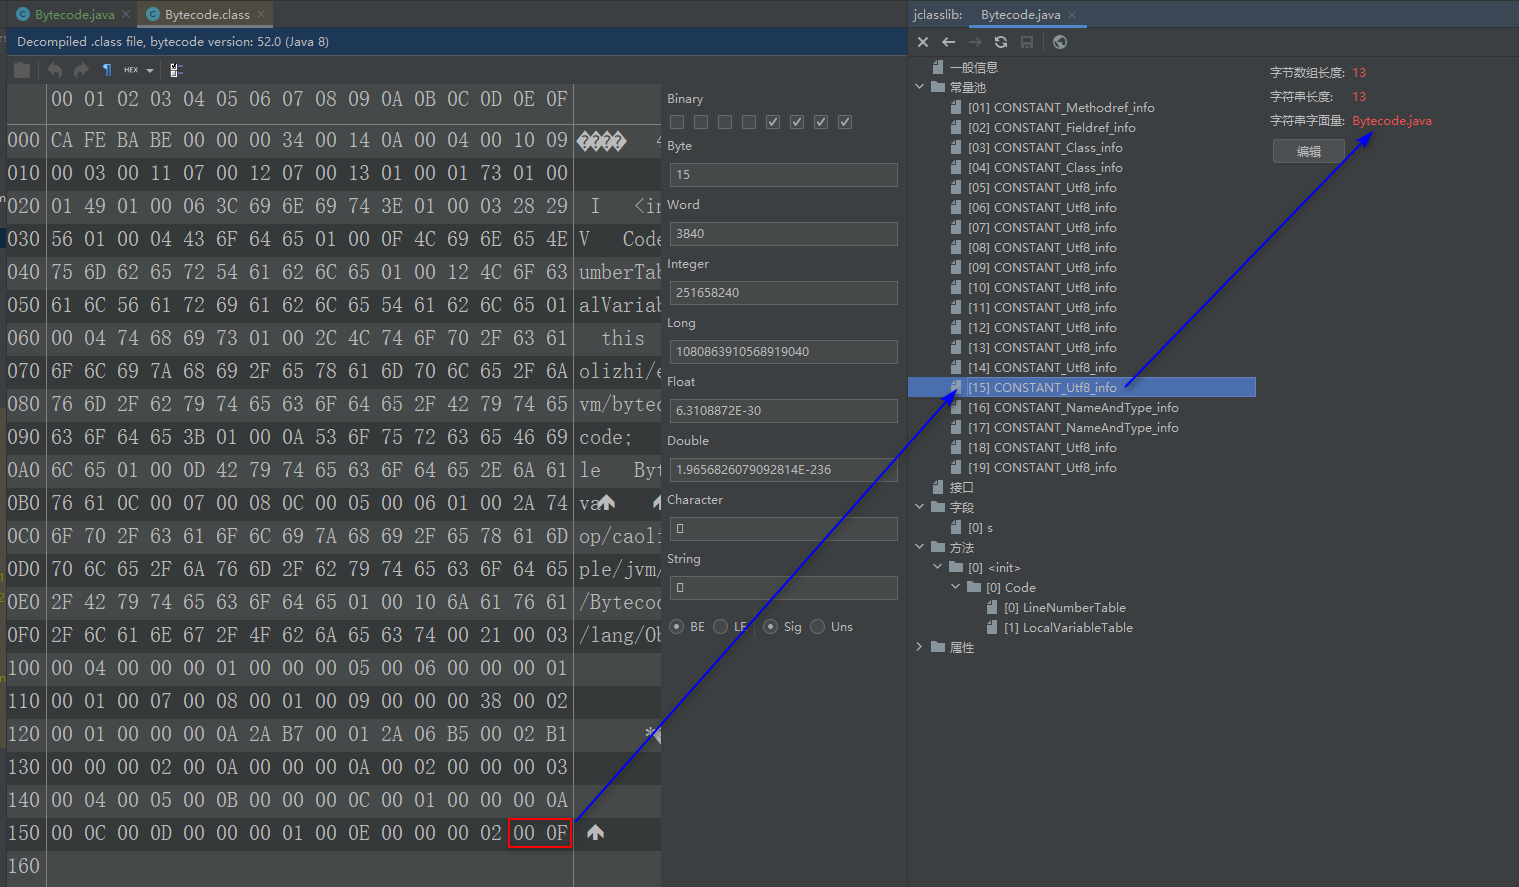 Bytecode.java
Bytecode.class
jclasslib:
Bytecode.java
Decompiled .class file, bytecode version: 52.0 (Java 8)
HEX
00 01 02 03 04 05 06 07 08 09 0A 0B 0C 0D 0E 0F
000 CA FE BA BE 00 00 00 34 00 14 0A 00 04 00 10 09
010 00 03 00 11 07 00 12 07 00 13 01 00 01 73 01 00
020 01 49 01 00 06 3C 69 6E 69 74 3E 01 00 03 28 29 I <in
030 56 01 00 04 43 6F 64 65 01 00 0F 4C 69 6E 65 4E V Code
040 75 6D 62 65 72 54 61 62 6C 65 01 00 12 4C 6F 63 umberTab
050 61 6C 56 61 72 69 61 62 6C 65 54 61 62 6C 65 01 alVariab
060 00 04 74 68 69 73 01 00 2C 4C 74 6F 70 2F 63 61 this
070 6F 6C 69 7A 68 69 2F 65 78 61 6D 70 6C 65 2F 6A olizhi/e
080 76 6D 2F 62 79 74 65 63 6F 64 65 2F 42 79 74 65 vm/bytec
090 63 6F 64 65 3B 01 00 0A 53 6F 75 72 63 65 46 69 code;
0A0 6C 65 01 00 0D 42 79 74 65 63 6F 64 65 2E 6A 61 le Byt
0B0 76 61 0C 00 07 00 08 0C 00 05 00 06 01 00 2A 74 va
0C0 6F 70 2F 63 61 6F 6C 69 7A 68 69 2F 65 78 61 6D op/caoli
0D0 70 6C 65 2F 6A 76 6D 2F 62 79 74 65 63 6F 64 65 ple/jvm/
0E0 2F 42 79 74 65 63 6F 64 65 01 00 10 6A 61 76 61 /Bytecod
0F0 2F 6C 61 6E 67 2F 4F 62 6A 65 63 74 00 21 00 03 /lang/Ob
100 00 04 00 00 00 01 00 00 00 05 00 06 00 00 00 01
110 00 01 00 07 00 08 00 01 00 09 00 00 00 38 00 02
120 00 01 00 00 00 0A 2A B7 00 01 2A 06 B5 00 02 B1 *
130 00 00 00 02 00 0A 00 00 00 0A 00 02 00 00 00 03
140 00 04 00 05 00 0B 00 00 00 0C 00 01 00 00 00 0A
150 00 0C 00 0D 00 00 00 01 00 0E 00 00 00 02 00 0F
160
Binary
Byte
15
Word
3840
Integer
251658240
Long
1080863910568919040
Float
6.3108872E-30
Double
1.9656826079092814E-236
Character
String
BE LE Sig Uns
一般信息
常量池
[01] CONSTANT_Methodref_info
[02] CONSTANT_Fieldref_info
[03] CONSTANT_Class_info
[04] CONSTANT_Class_info
[05] CONSTANT_Utf8_info
[06] CONSTANT_Utf8_info
[07] CONSTANT_Utf8_info
[08] CONSTANT_Utf8_info
[09] CONSTANT_Utf8_info
[10] CONSTANT_Utf8_info
[11] CONSTANT_Utf8_info
[12] CONSTANT_Utf8_info
[13] CONSTANT_Utf8_info
[14] CONSTANT_Utf8_info
[15] CONSTANT_Utf8_info
[16] CONSTANT_NameAndType_info
[17] CONSTANT_NameAndType_info
[18] CONSTANT_Utf8_info
[19] CONSTANT_Utf8_info
接口
字段
[0] s
方法
[0] <init>
[0] Code
[0] LineNumberTable
[1] LocalVariableTable
属性
字节数组长度: 13
字符串长度: 13
字符串字面量: Bytecode.java
编辑